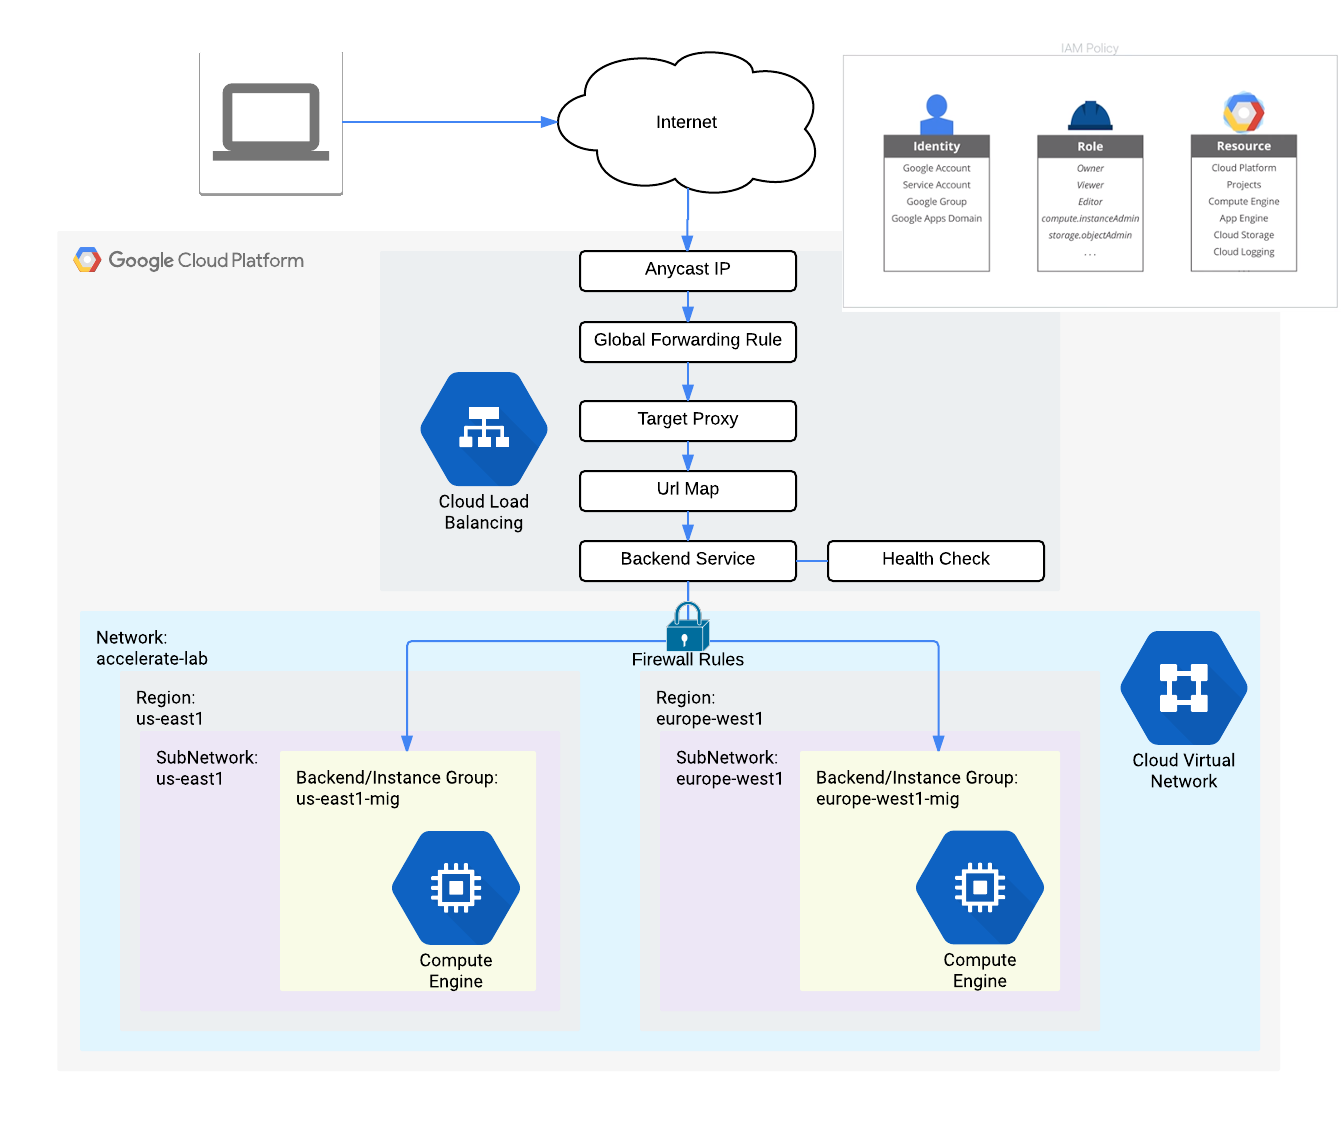 IAM Policy
Internet
Identity
Google Account
Service Account
Google Group
Google Apps Domain
Role
Owner
Viewer
Editor
compute.instanceAdmin
storage.objectAdmin
...
Resource
Cloud Platform
Projects
Compute Engine
App Engine
Cloud Storage
Cloud Logging
...
Google Cloud Platform
Anycast IP
Global Forwarding Rule
Target Proxy
Url Map
Backend Service
Health Check
Cloud Load
Balancing
Firewall Rules
Network:
accelerate-lab
Region:
us-east1
SubNetwork:
us-east1
Backend/Instance Group:
us-east1-mig
Compute
Engine
Region:
europe-west1
SubNetwork:
europe-west1
Backend/Instance Group:
europe-west1-mig
Compute
Engine
Cloud Virtual
Network